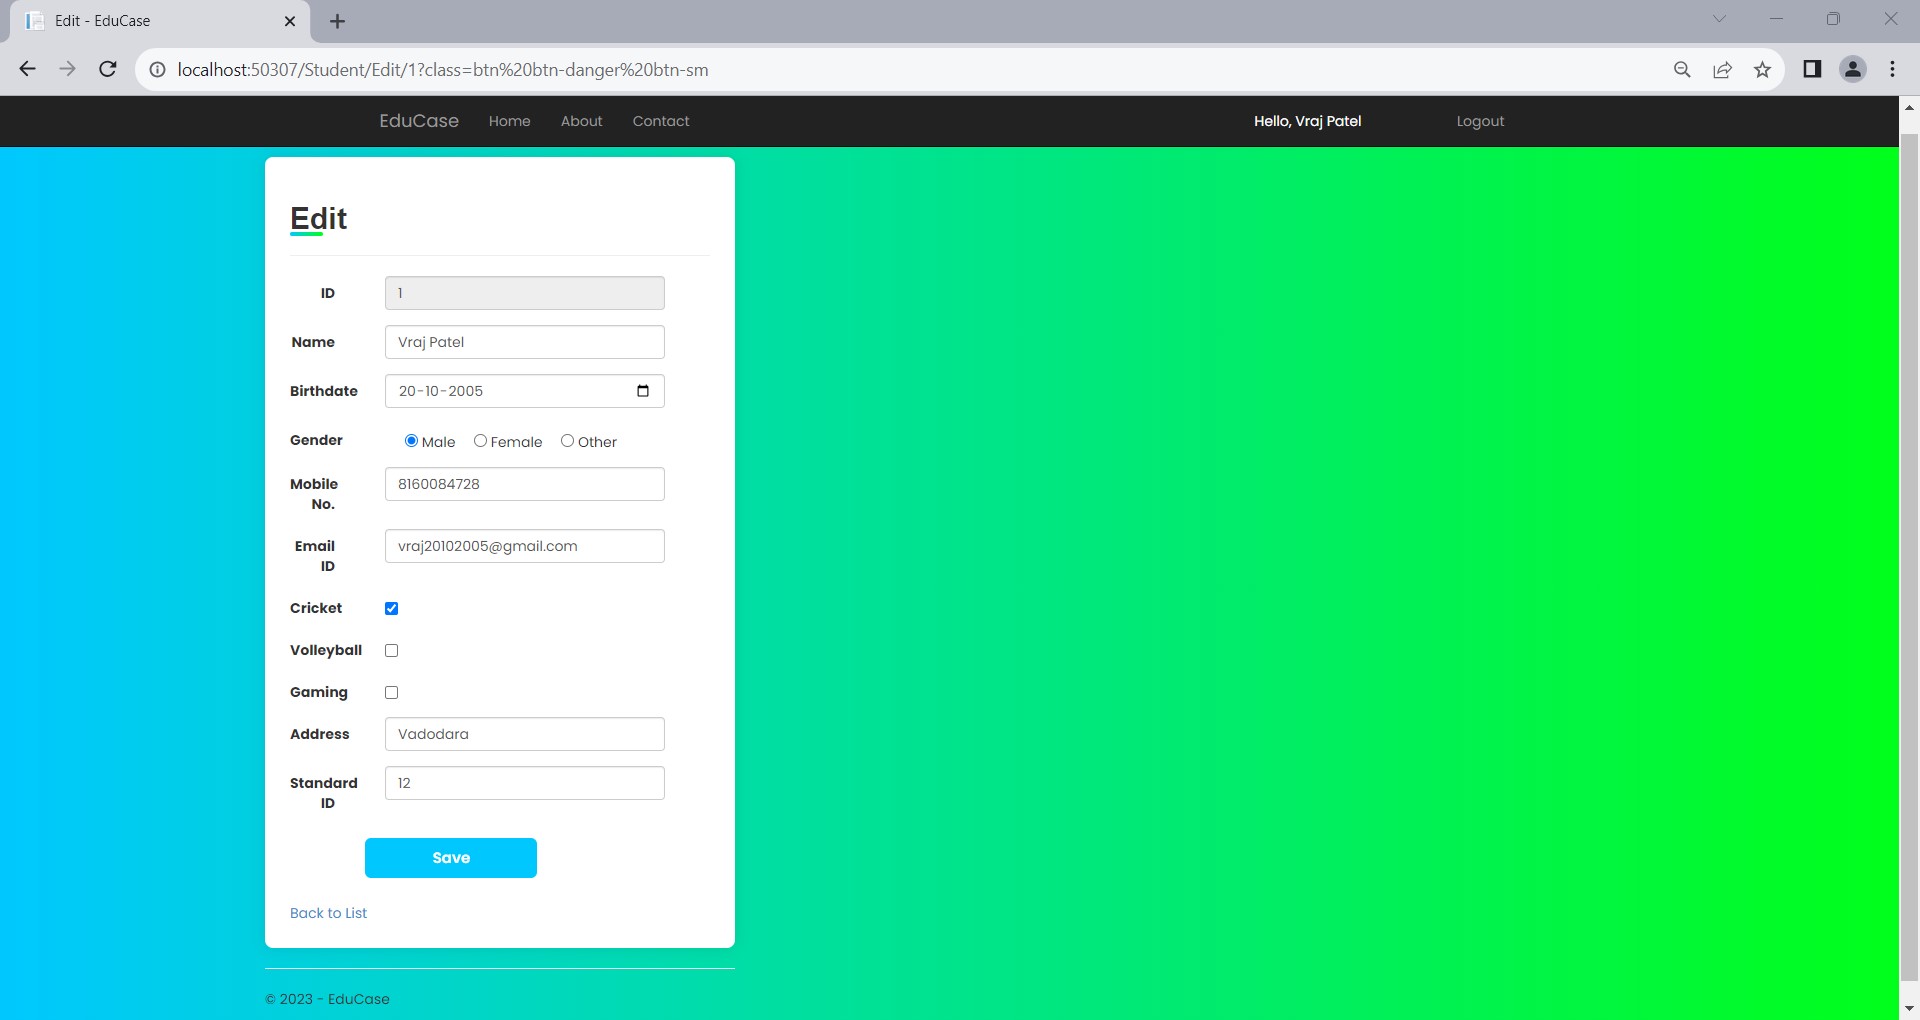 Edit - EduCase
localhost:50307/Student/Edit/1?class=btn%20btn-danger%20btn-sm
EduCase Home About Contact Hello, Vraj Patel Logout
Edit
ID 1
Name Vraj Patel
Birthdate 20-10-2005
Gender Male Female Other
Mobile No. 8160084728
Email ID vraj20102005@gmail.com
Cricket
Volleyball
Gaming
Address Vadodara
Standard ID 12
Save
Back to List
© 2023 - EduCase